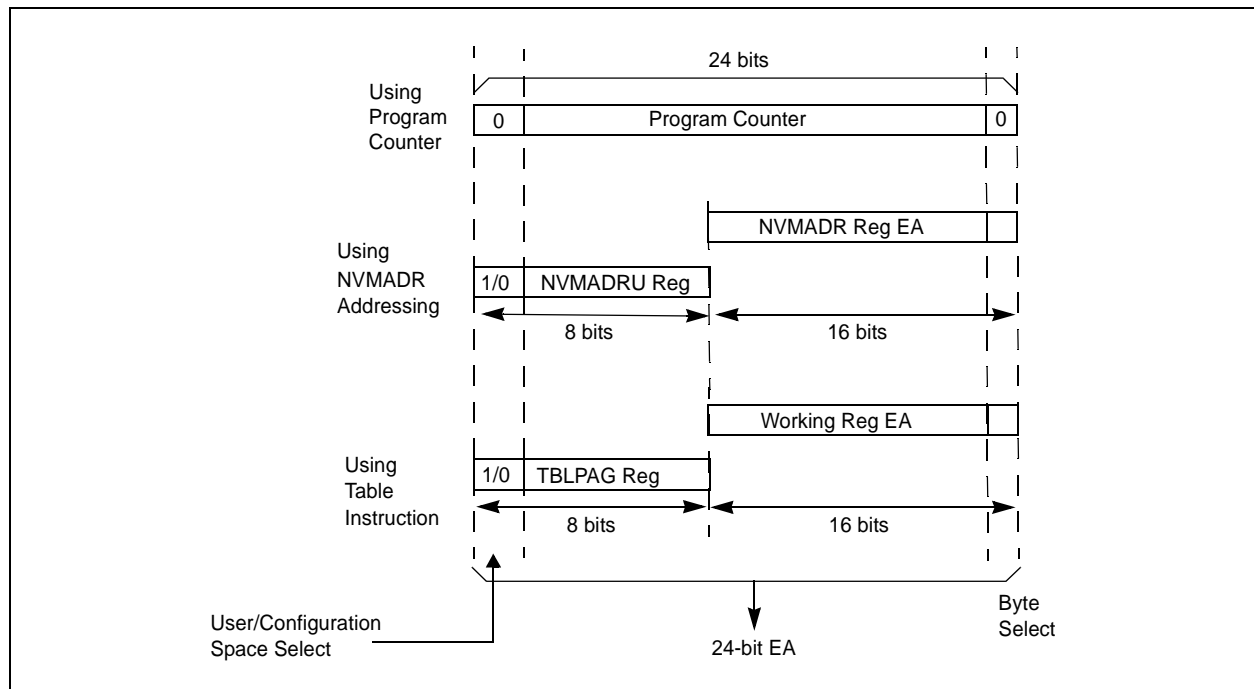 24 bits
Using
Program
Counter
0
Program Counter
0
NVMADR Reg EA
Using
NVMADR
Addressing
1/0
NVMADRU Reg
8 bits
16 bits
Working Reg EA
Using
Table
Instruction
1/0
TBLPAG Reg
8 bits
16 bits
User/Configuration
Space Select
24-bit EA
Byte
Select